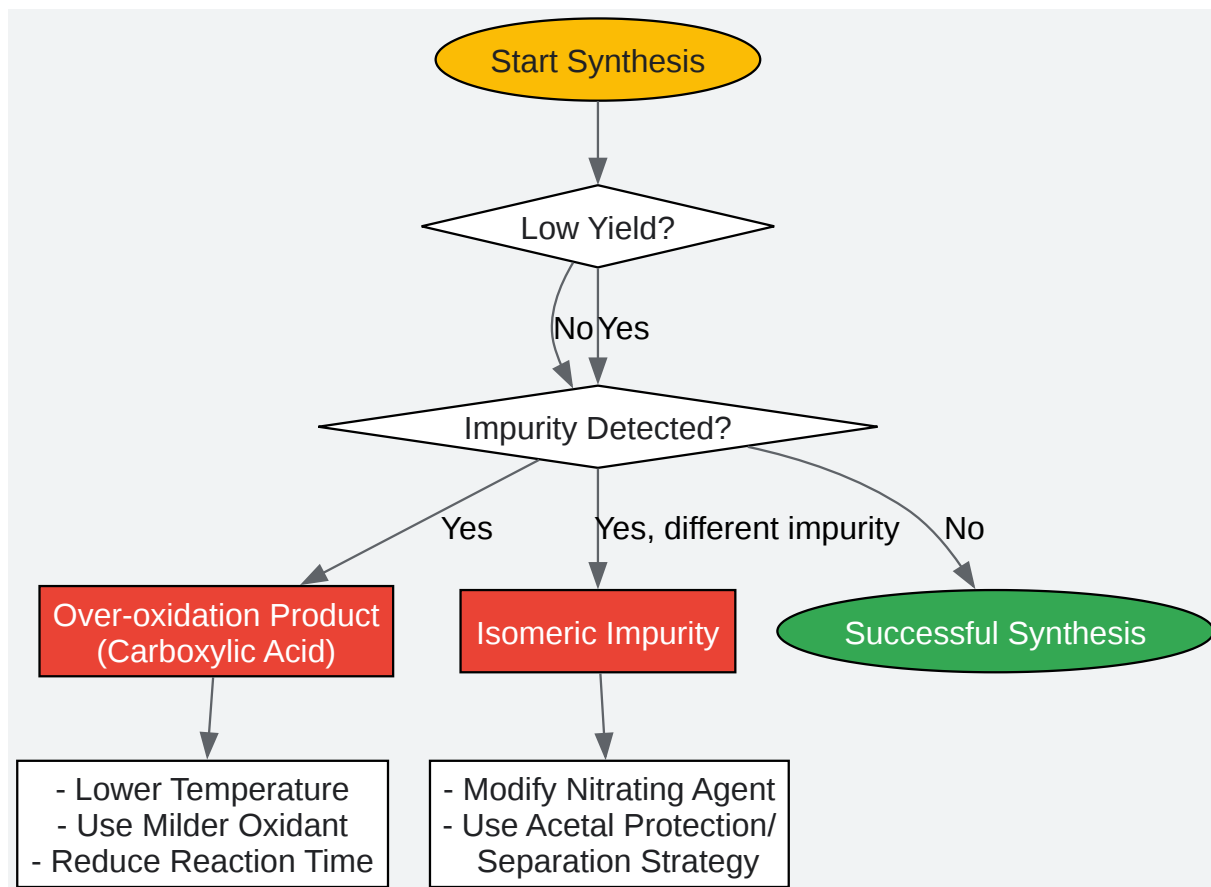 Start Synthesis
Low Yield?
No
Yes
Impurity Detected?
Yes
Yes, different impurity
No
Over-oxidation Product
(Carboxylic Acid)
Isomeric Impurity
Successful Synthesis
- Lower Temperature
- Use Milder Oxidant
- Reduce Reaction Time
- Modify Nitrating Agent
- Use Acetal Protection/
Separation Strategy